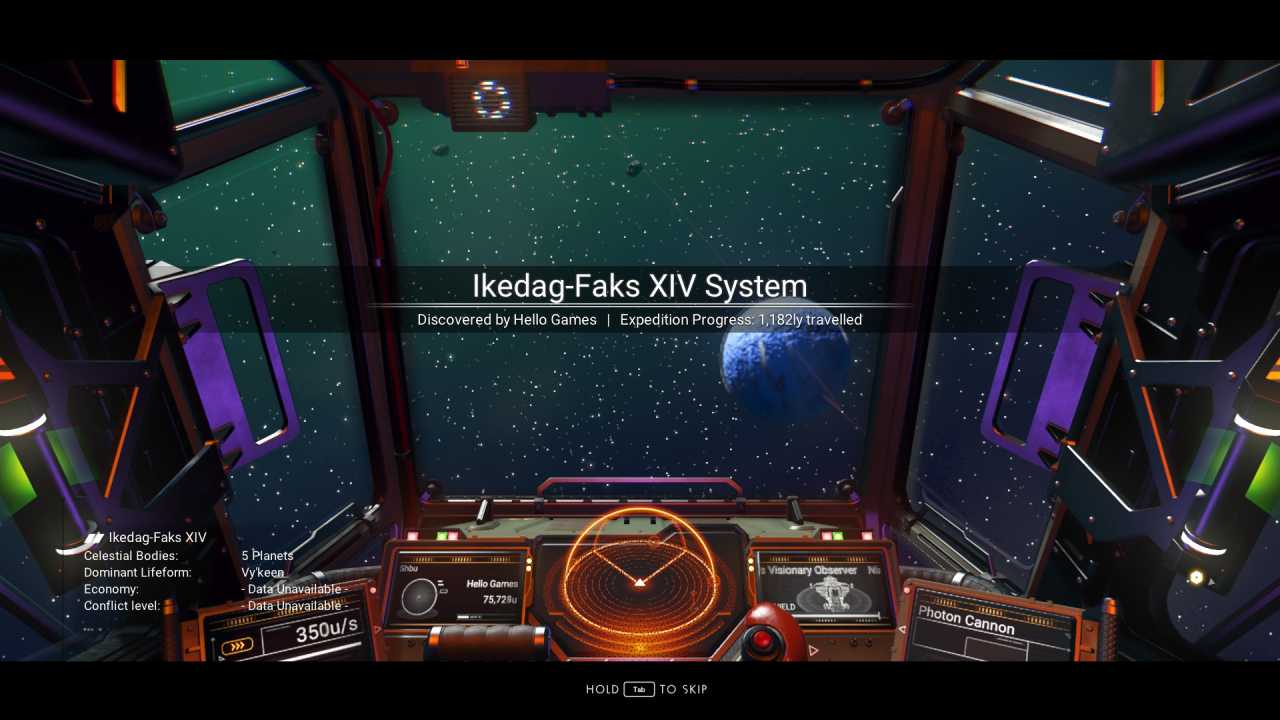 Ikedag-Faks XIV System
Discovered by Hello Games | Expedition Progress: 1,182ly travelled
Ikedag-Faks XIV
Celestial Bodies: 5 Planets
Dominant Lifeform: Vy'keen
Economy: - Data Unavailable -
Conflict level: - Data Unavailable -
350u/s
Hello Games
75,729u
s Visionary Observer
Photon Cannon
HOLD Tab TO SKIP